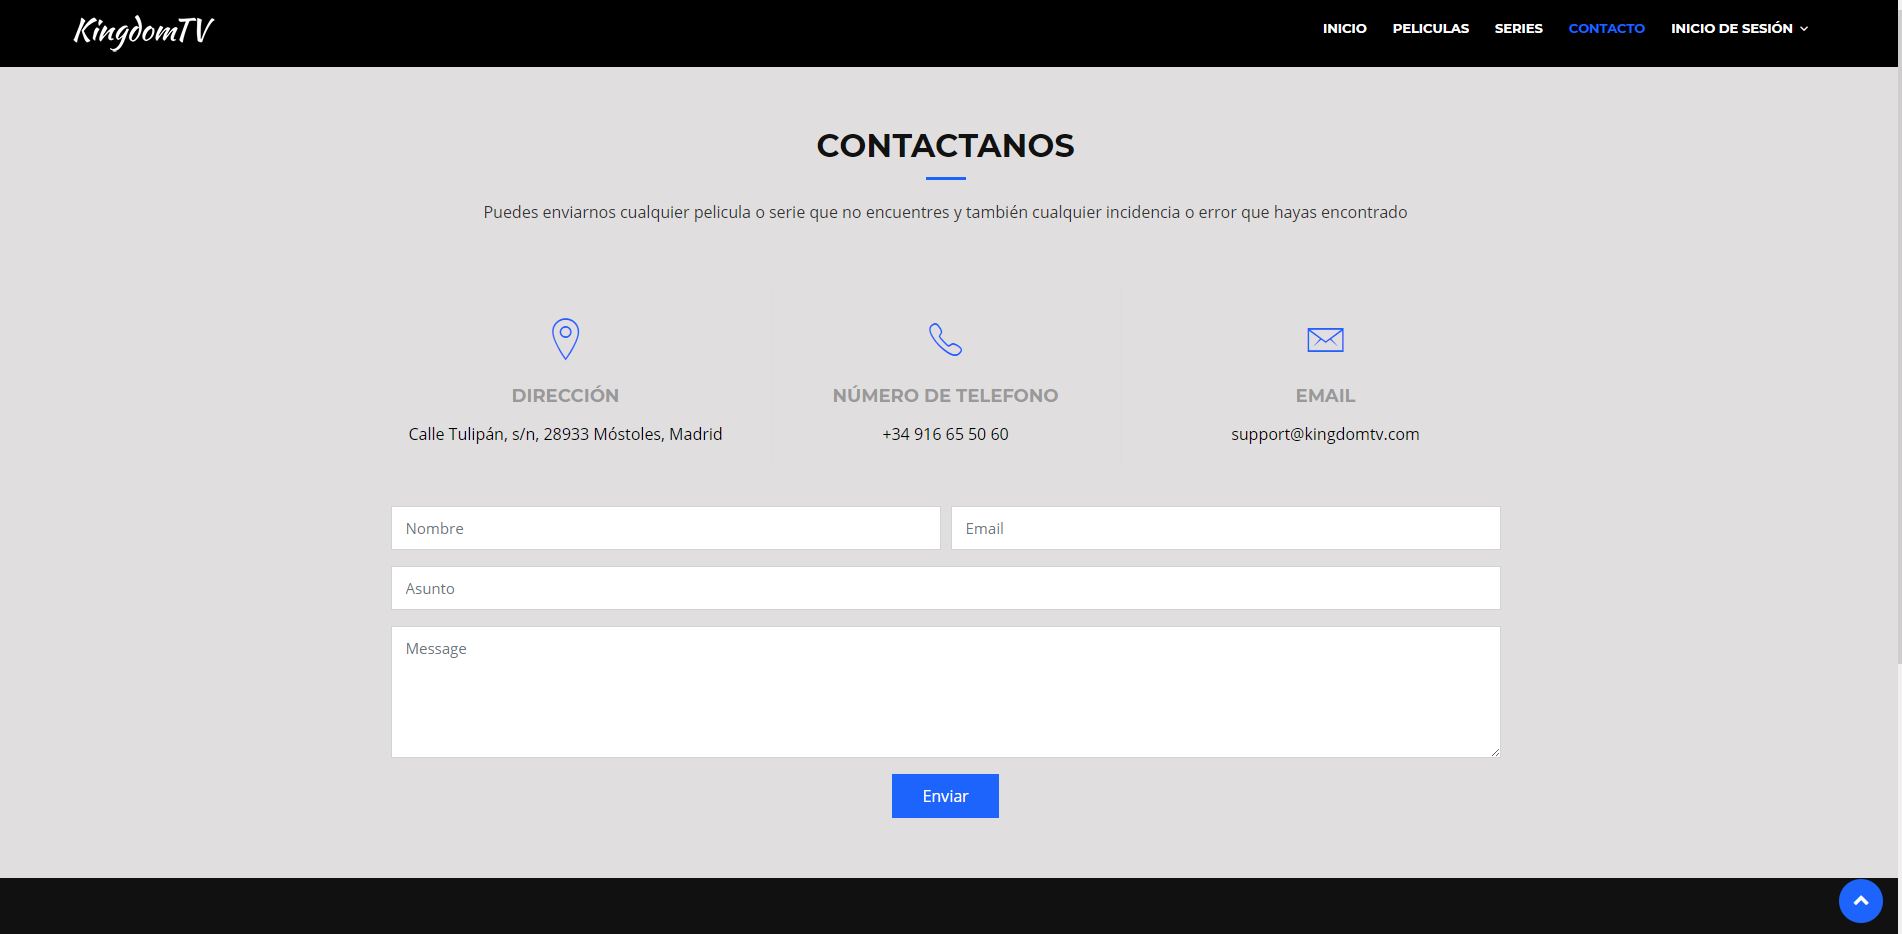 KingdomTV
INICIO PELICULAS SERIES CONTACTO INICIO DE SESIÓN
CONTACTANOS
Puedes enviarnos cualquier pelicula o serie que no encuentres y también cualquier incidencia o error que hayas encontrado
DIRECCIÓN
Calle Tulipán, s/n, 28933 Móstoles, Madrid
NÚMERO DE TELEFONO
+34 916 65 50 60
EMAIL
support@kingdomtv.com
Nombre
Email
Asunto
Message
Enviar